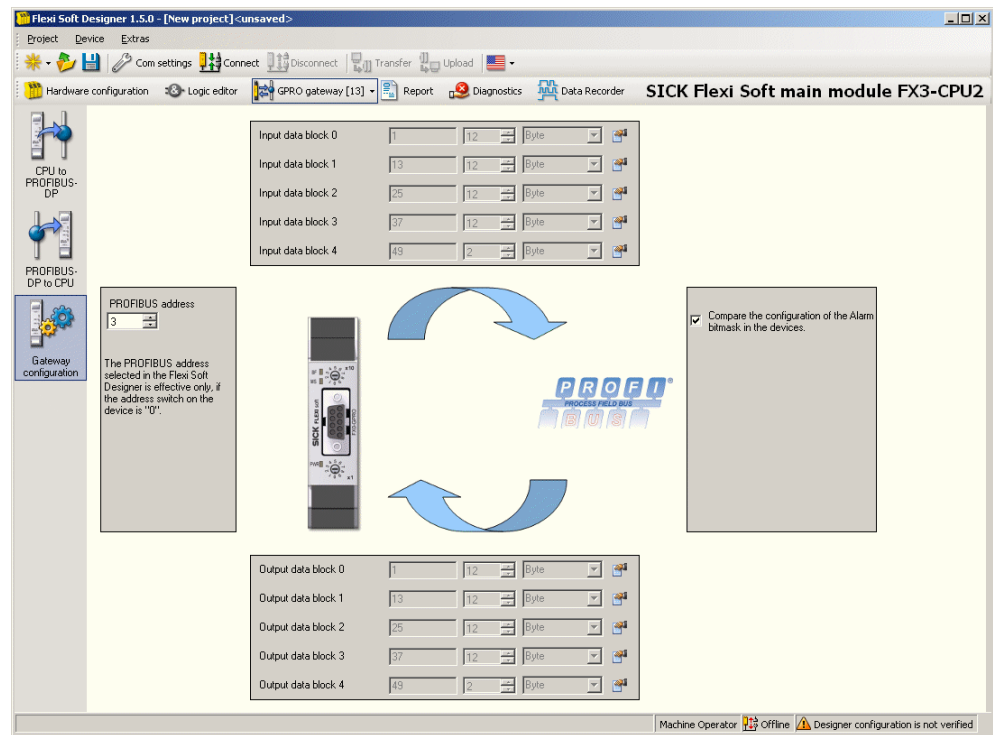 Flexi Soft Designer 1.5.0 - [New project]<unsaved>
Project Device Extras
Com settings Connect Disconnect Transfer Upload
Hardware configuration Logic editor GPRO gateway [13] Report Diagnostics Data Recorder SICK Flexi Soft main module FX3-CPU2
CPU to
PROFIBUS-
DP
PROFIBUS-
DP to CPU
Gateway
configuration
Input data block 0 1 12 Byte
Input data block 1 13 12 Byte
Input data block 2 25 12 Byte
Input data block 3 37 12 Byte
Input data block 4 49 2 Byte
PROFIBUS address
3
The PROFIBUS address
selected in the Flexi Soft
Designer is effective only, if
the address switch on the
device is "0".
x10
SICK FLEXI soft
FX3-GPRO
PWR
x1
PROFI®
PROCESS FIELD BUS
BUS
Compare the configuration of the Alarm
bitmask in the devices.
Output data block 0 1 12 Byte
Output data block 1 13 12 Byte
Output data block 2 25 12 Byte
Output data block 3 37 12 Byte
Output data block 4 49 2 Byte
Machine Operator Offline Designer configuration is not verified